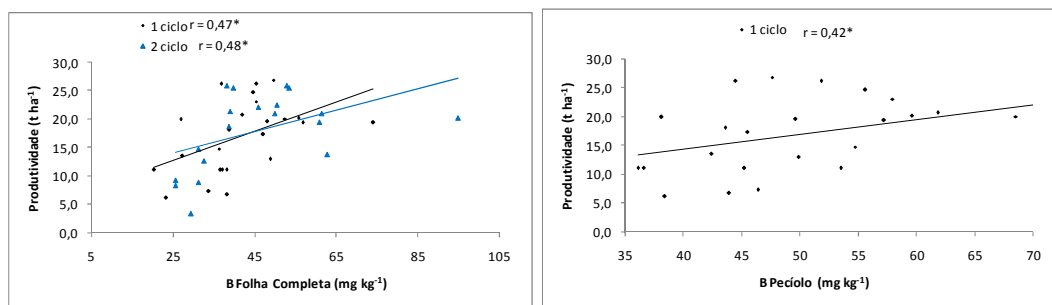 1 ciclo r = 0,47*
2 ciclo r = 0,48*
30,0
25,0
20,0
15,0
10,0
5,0
0,0
Produtividade (t ha⁻¹)
5 25 45 65 85 105
B Folha Completa (mg kg⁻¹)
1 ciclo r = 0,42*
30,0
25,0
20,0
15,0
10,0
5,0
0,0
Produtividade (t ha⁻¹)
35 40 45 50 55 60 65 70
B Pecíolo (mg kg⁻¹)